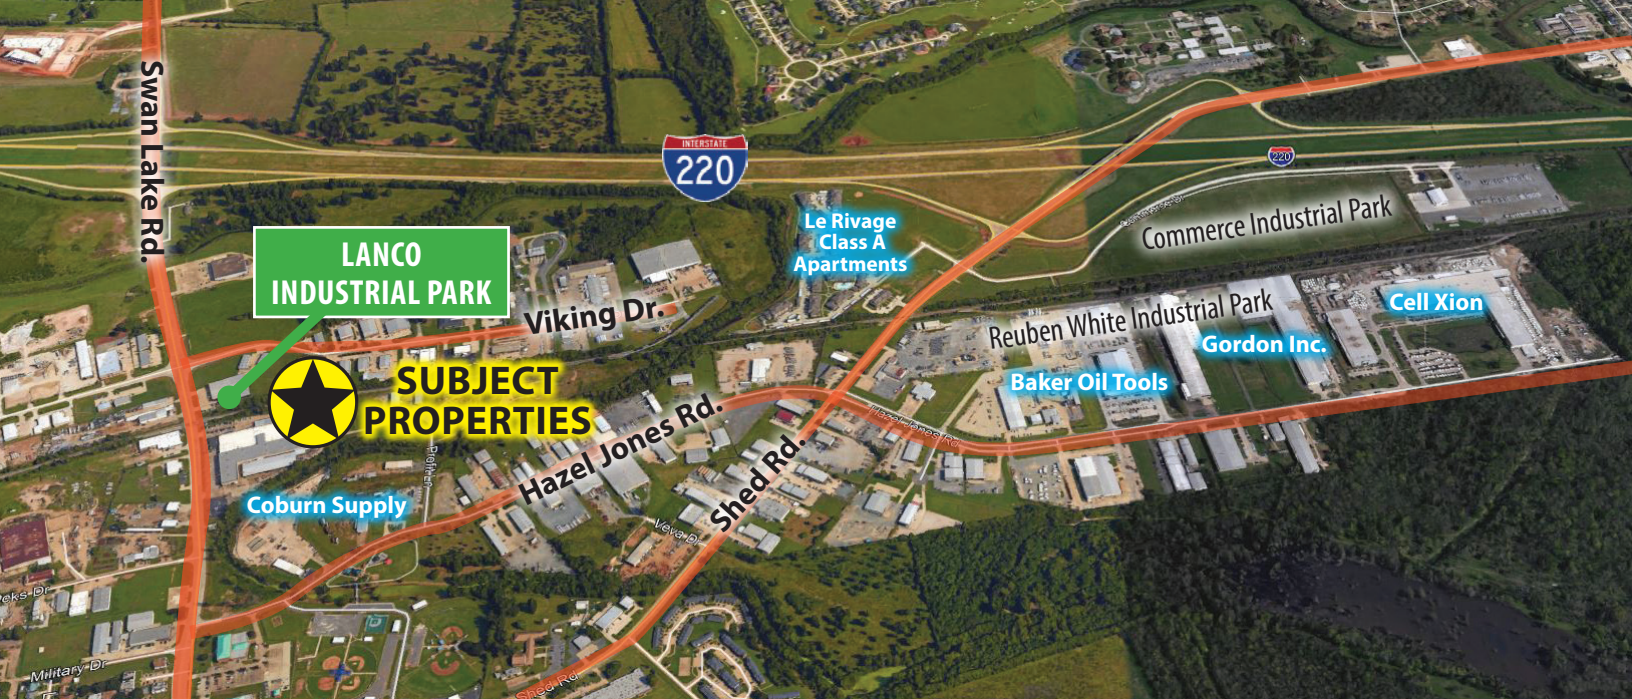 Swan Lake Rd.
INTERSTATE
220
220
LANCO
INDUSTRIAL PARK
Le Rivage
Class A
Apartments
Commerce Industrial Park
Viking Dr.
Reuben White Industrial Park
Cell Xion
Gordon Inc.
Baker Oil Tools
SUBJECT
PROPERTIES
Hazel Jones Rd.
Hazel Jones Rd
Shed Rd.
Coburn Supply
Veva Dr
Military Dr
Shed Rd